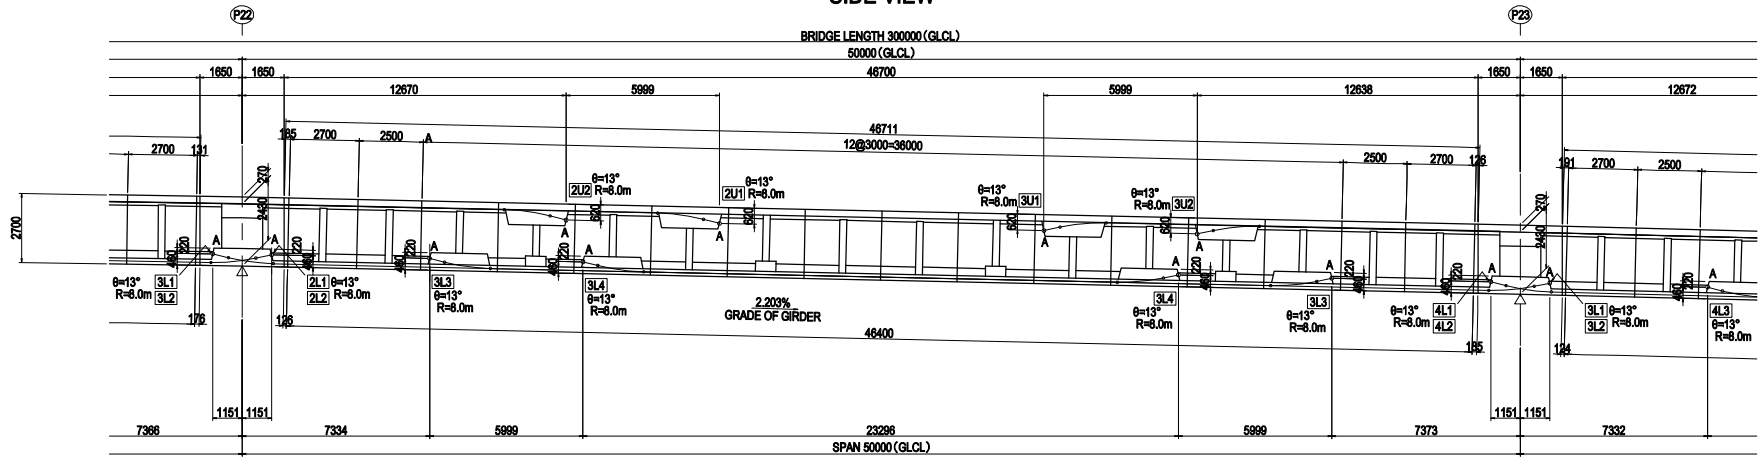 SIDE VIEW
P22
P23
BRIDGE LENGTH 300000(GLCL)
50000(GLCL)
1650
1650
46700
1650
1650
12670
5999
5999
12638
12672
46711
12@3000=36000
2700
131
185
2700
2500
A
2500
2700
126
191
2700
2500
270
2430
270
2430
2700
2U2
θ=13°
R=8.0m
620
A
2U1
θ=13°
R=8.0m
620
A
θ=13°
R=8.0m
3U1
620
A
θ=13°
R=8.0m
3U2
620
A
220
460
A
A
220
460
220
460
A
220
460
A
A
220
460
A
220
460
220
460
A
A
220
460
A
θ=13°
R=8.0m
3L1
3L2
2L1
2L2
θ=13°
R=8.0m
3L3
θ=13°
R=8.0m
3L4
θ=13°
R=8.0m
2.203%
GRADE OF GIRDER
3L4
θ=13°
R=8.0m
3L3
θ=13°
R=8.0m
θ=13°
R=8.0m
4L1
4L2
3L1
3L2
θ=13°
R=8.0m
4L3
θ=13°
R=8.0m
176
126
46400
185
124
1151
1151
1151
1151
7366
7334
5999
23296
5999
7373
7332
SPAN 50000(GLCL)